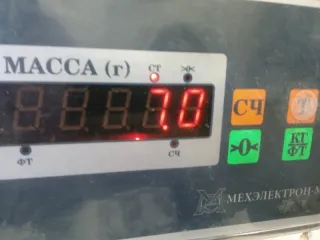 МАССА (г)
СТ
>0<
7.0
ФТ
СЧ
СЧ
Т
>0<
КГ
ФТ
МЕХЭЛЕКТРОН-М